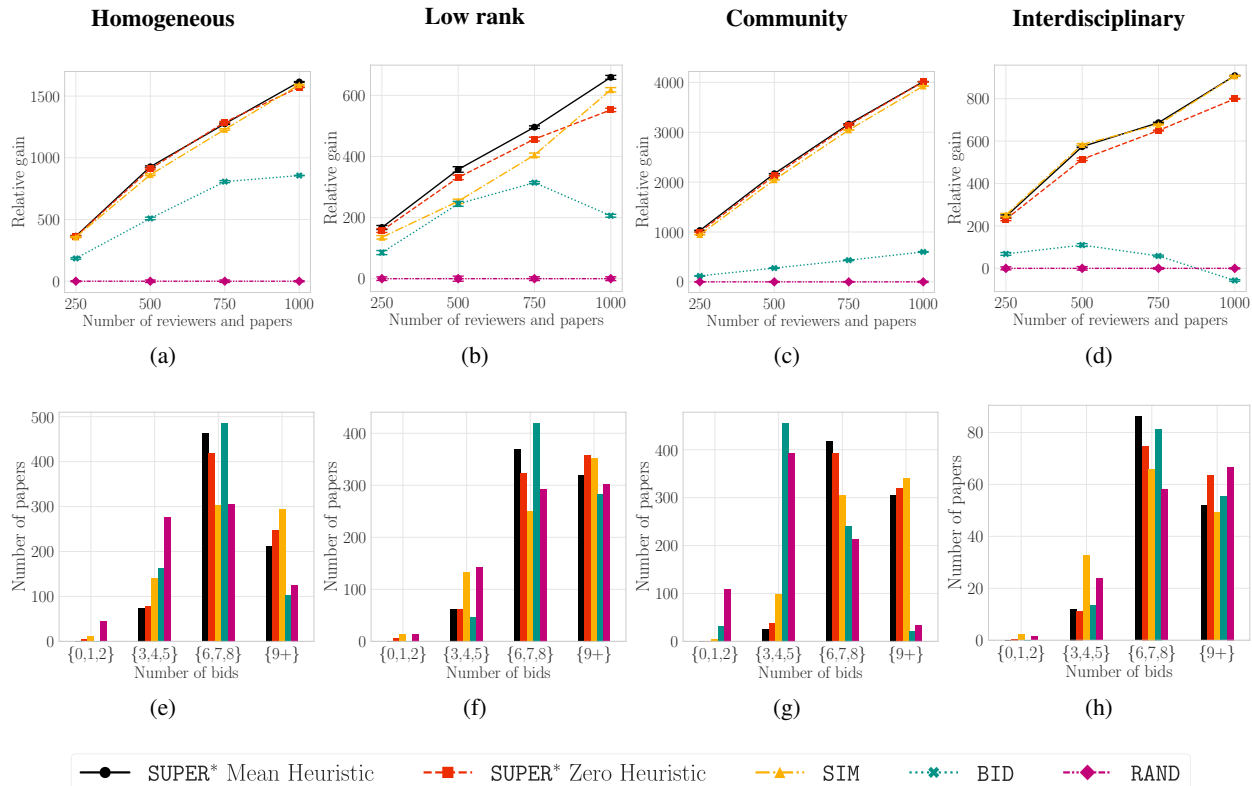 Homogeneous
Low rank
Community
Interdisciplinary
1500
1000
500
0
Relative gain
250 500 750 1000
Number of reviewers and papers
(a)
600
400
200
0
Relative gain
250 500 750 1000
Number of reviewers and papers
(b)
4000
3000
2000
1000
0
Relative gain
250 500 750 1000
Number of reviewers and papers
(c)
800
600
400
200
0
Relative gain
250 500 750 1000
Number of reviewers and papers
(d)
500
400
300
200
100
0
Number of papers
{0,1,2} {3,4,5} {6,7,8} {9+}
Number of bids
(e)
400
300
200
100
0
Number of papers
{0,1,2} {3,4,5} {6,7,8} {9+}
Number of bids
(f)
400
300
200
100
0
Number of papers
{0,1,2} {3,4,5} {6,7,8} {9+}
Number of bids
(g)
80
60
40
20
0
Number of papers
{0,1,2} {3,4,5} {6,7,8} {9+}
Number of bids
(h)
SUPER* Mean Heuristic SUPER* Zero Heuristic SIM BID RAND